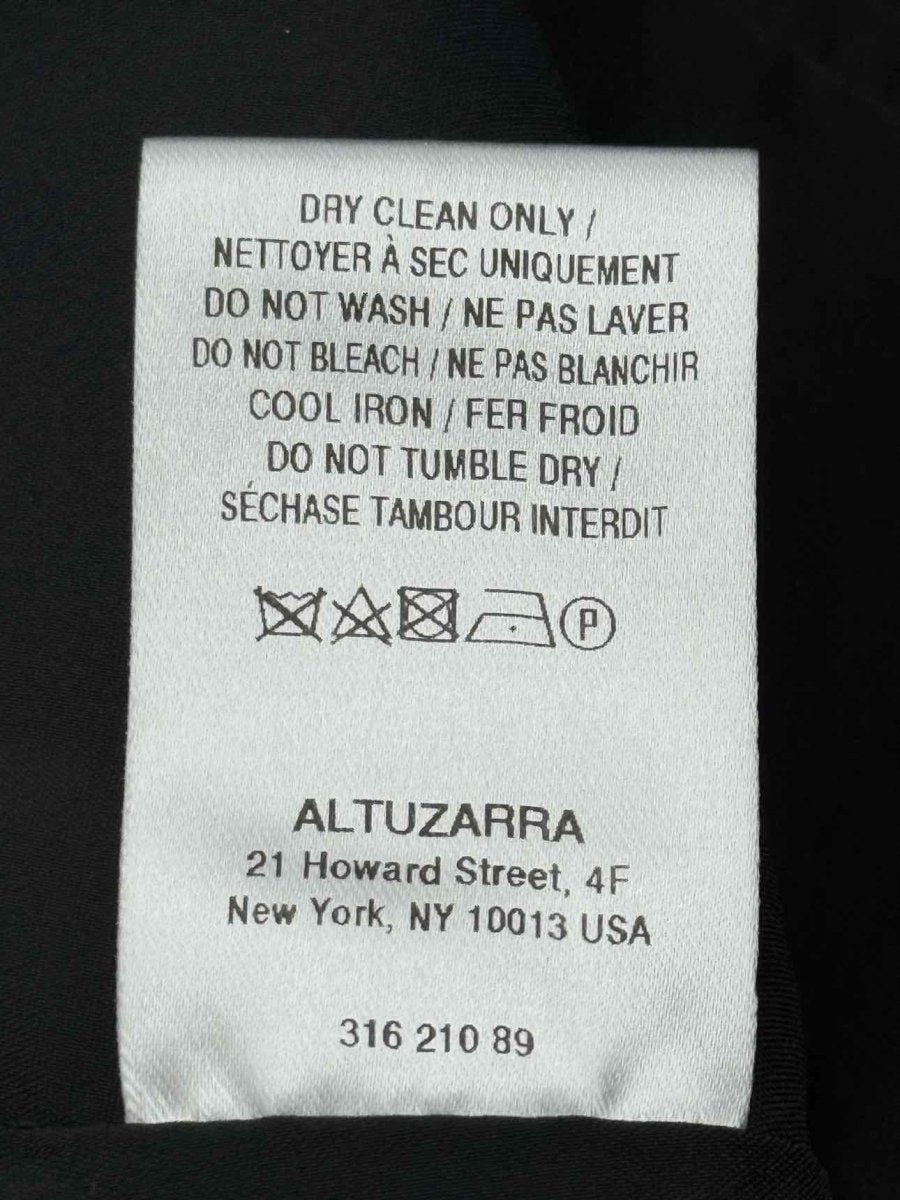 DRY CLEAN ONLY /
NETTOYER À SEC UNIQUEMENT
DO NOT WASH / NE PAS LAVER
DO NOT BLEACH / NE PAS BLANCHIR
COOL IRON / FER FROID
DO NOT TUMBLE DRY /
SÉCHASE TAMBOUR INTERDIT
P
ALTUZARRA
21 Howard Street, 4F
New York, NY 10013 USA
316 210 89